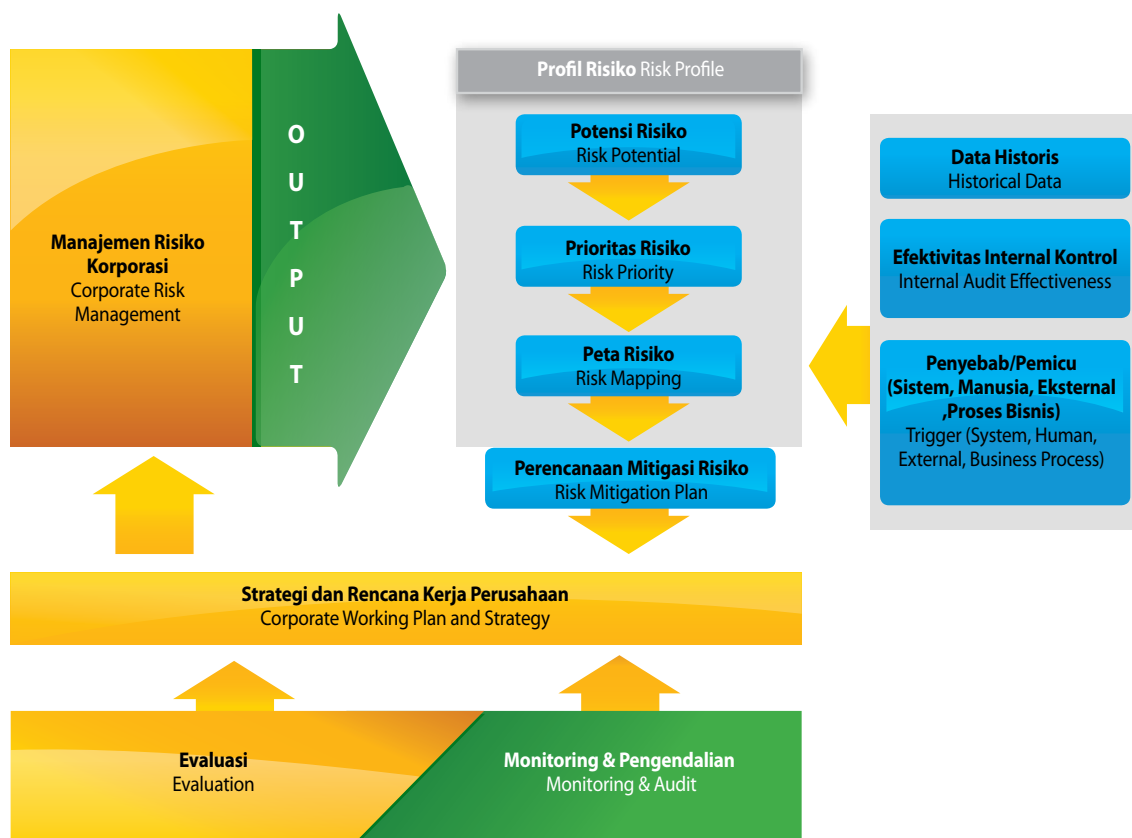 Manajemen Risiko
Korporasi
Corporate Risk
Management
O
U
T
P
U
T
Profil Risiko Risk Profile
Potensi Risiko
Risk Potential
Prioritas Risiko
Risk Priority
Peta Risiko
Risk Mapping
Perencanaan Mitigasi Risiko
Risk Mitigation Plan
Data Historis
Historical Data
Efektivitas Internal Kontrol
Internal Audit Effectiveness
Penyebab/Pemicu
(Sistem, Manusia, Eksternal
,Proses Bisnis)
Trigger (System, Human,
External, Business Process)
Strategi dan Rencana Kerja Perusahaan
Corporate Working Plan and Strategy
Evaluasi
Evaluation
Monitoring & Pengendalian
Monitoring & Audit